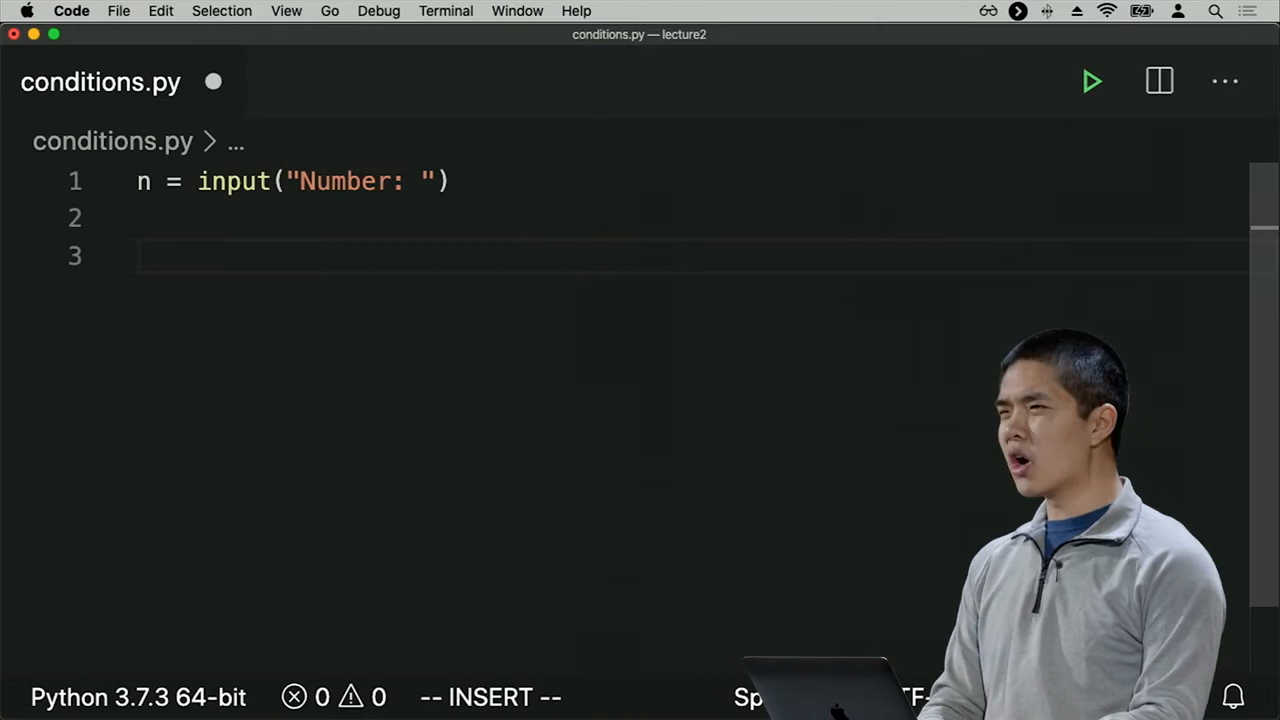 Code File Edit Selection View Go Debug Terminal Window Help
conditions.py — lecture2
conditions.py
conditions.py > ...
1 n = input("Number: ")
2
3
Python 3.7.3 64-bit 0 0 -- INSERT --